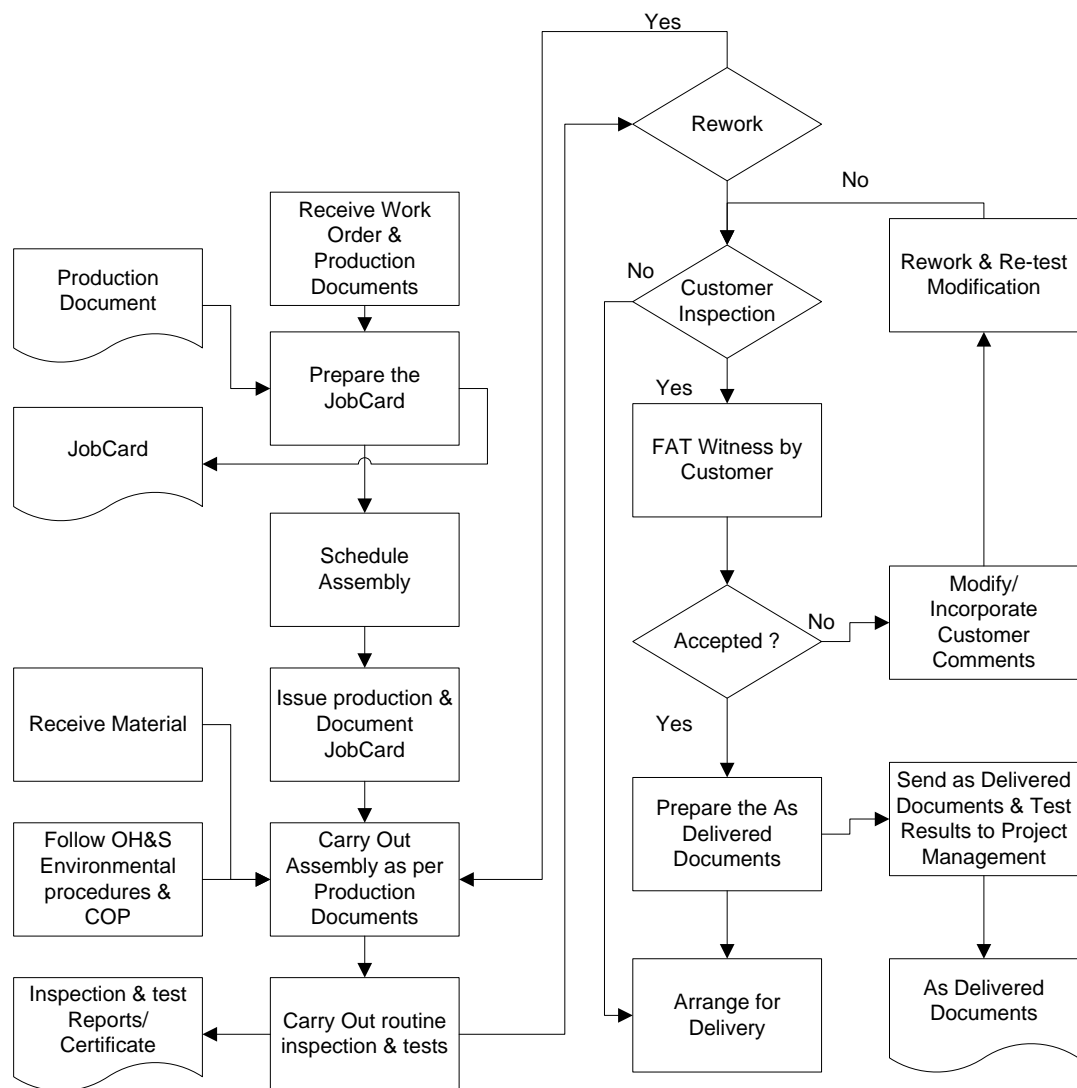 Yes
Rework
No
Receive Work
Order &
Production
Documents
Production
Document
No
Customer
Inspection
Rework & Re-test
Modification
Prepare the
JobCard
Yes
JobCard
FAT Witness by
Customer
Schedule
Assembly
Accepted ?
No
Modify/
Incorporate
Customer
Comments
Receive Material
Issue production &
Document
JobCard
Yes
Prepare the As
Delivered
Documents
Send as Delivered
Documents & Test
Results to Project
Management
Follow OH&S
Environmental
procedures &
COP
Carry Out
Assembly as per
Production
Documents
Inspection & test
Reports/
Certificate
Carry Out routine
inspection & tests
Arrange for
Delivery
As Delivered
Documents